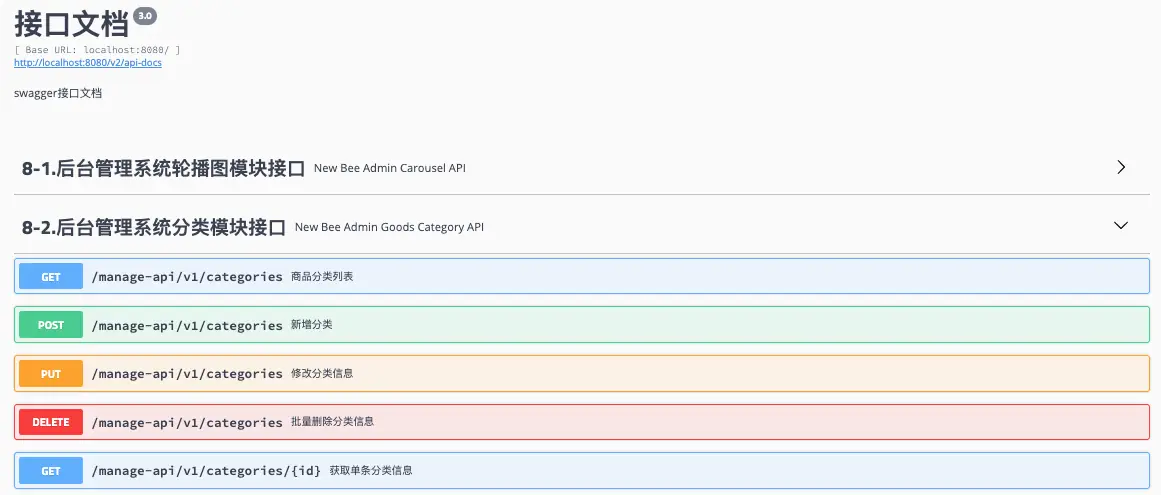 接口文档 3.0
[ Base URL: localhost:8080/ ]
http://localhost:8080/v2/api-docs
swagger接口文档
8-1.后台管理系统轮播图模块接口 New Bee Admin Carousel API
8-2.后台管理系统分类模块接口 New Bee Admin Goods Category API
GET /manage-api/v1/categories 商品分类列表
POST /manage-api/v1/categories 新增分类
PUT /manage-api/v1/categories 修改分类信息
DELETE /manage-api/v1/categories 批量删除分类信息
GET /manage-api/v1/categories/{id} 获取单条分类信息